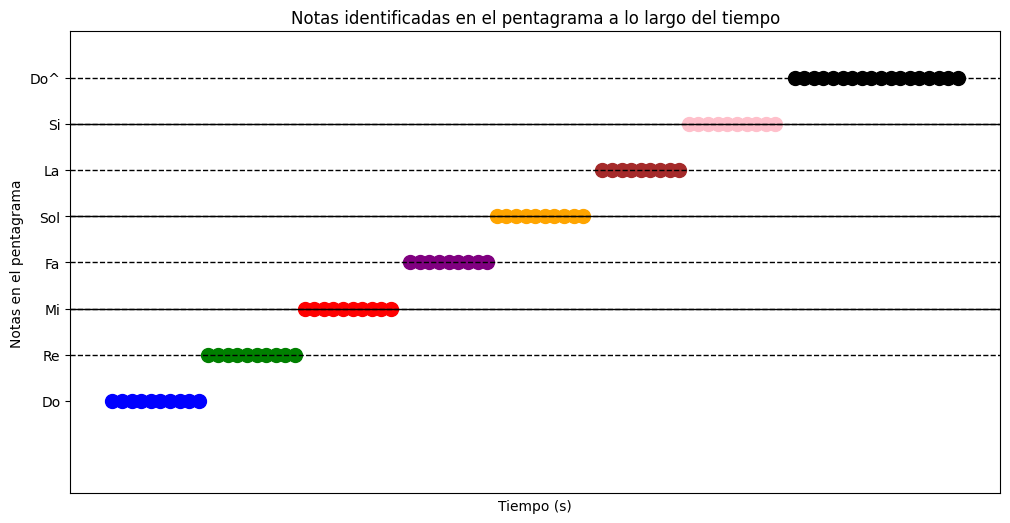 Notas identificadas en el pentagrama a lo largo del tiempo
Notas en el pentagrama
Do^
Si
La
Sol
Fa
Mi
Re
Do
Tiempo (s)